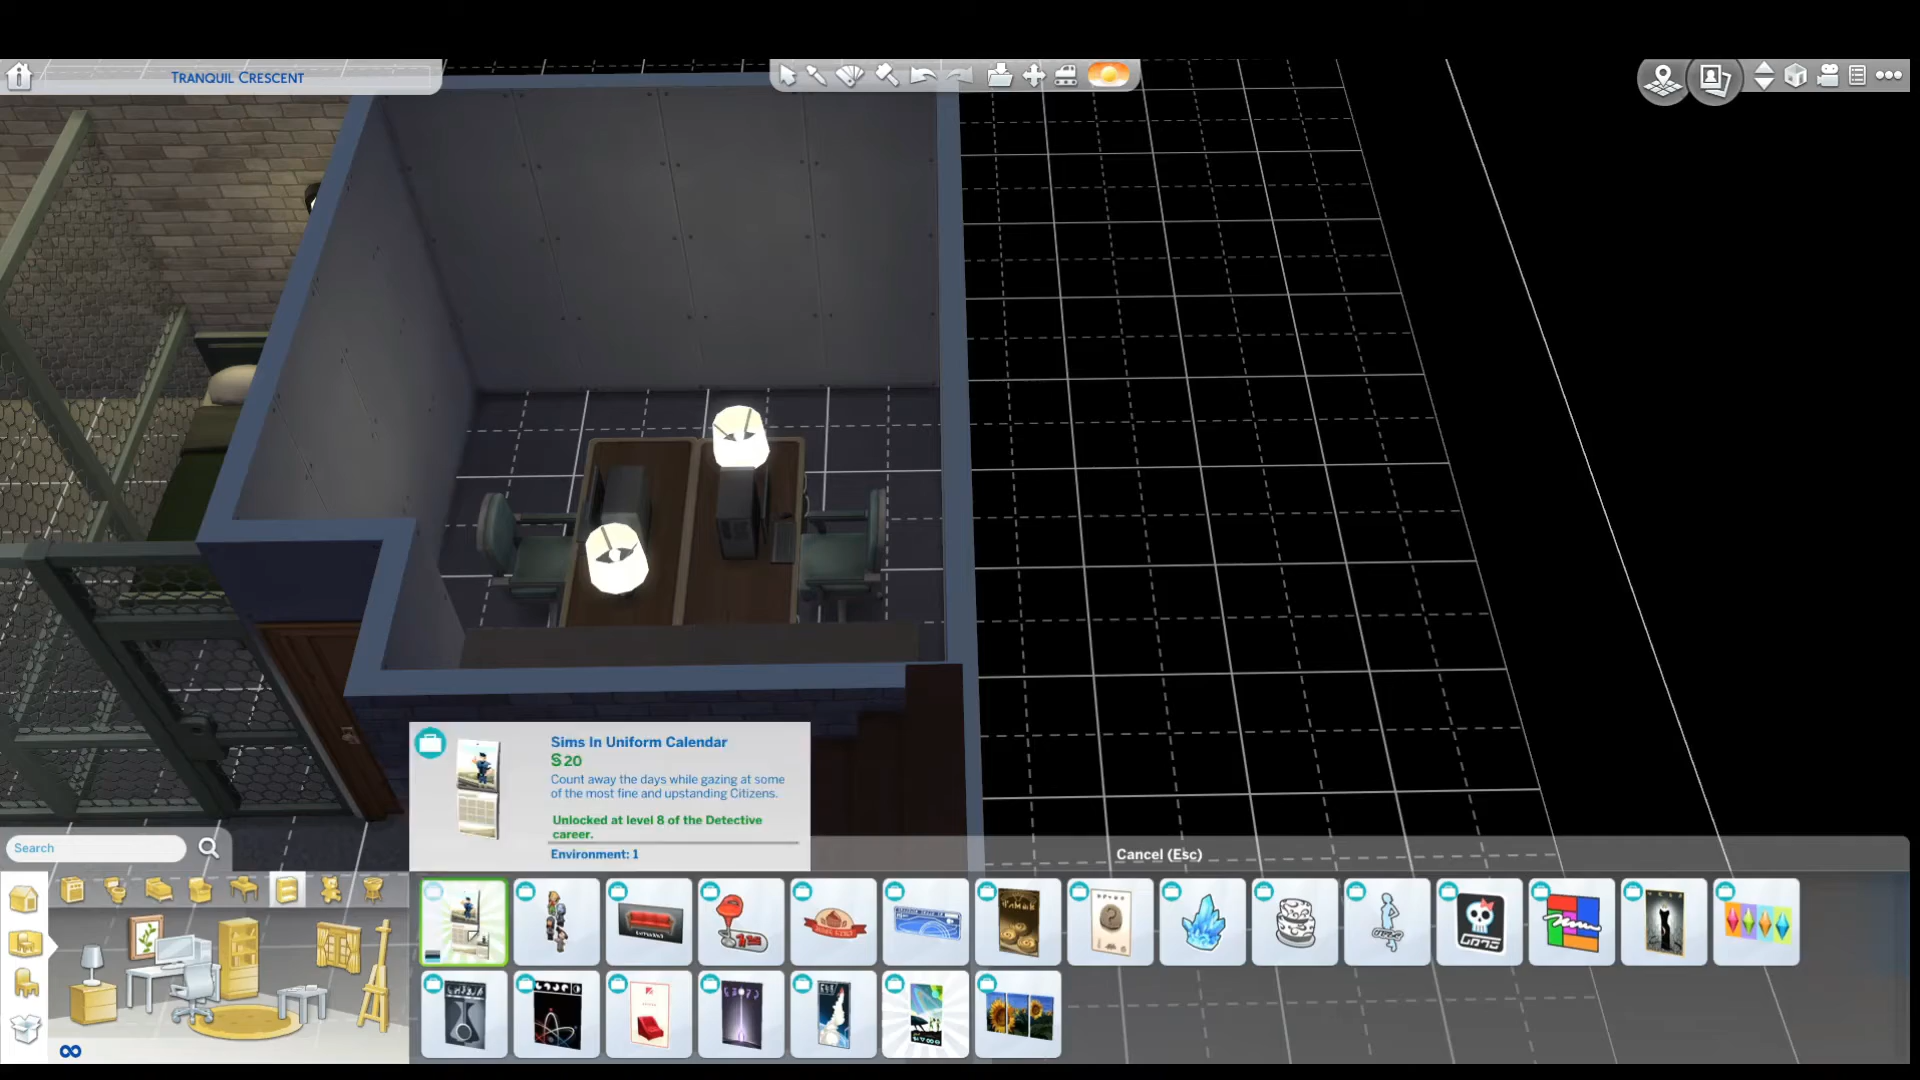 TRANQUIL CRESCENT
Sims In Uniform Calendar
§20
Count away the days while gazing at some
of the most fine and upstanding Citizens.
Unlocked at level 8 of the Detective
career.
Environment: 1
Search
Cancel (Esc)